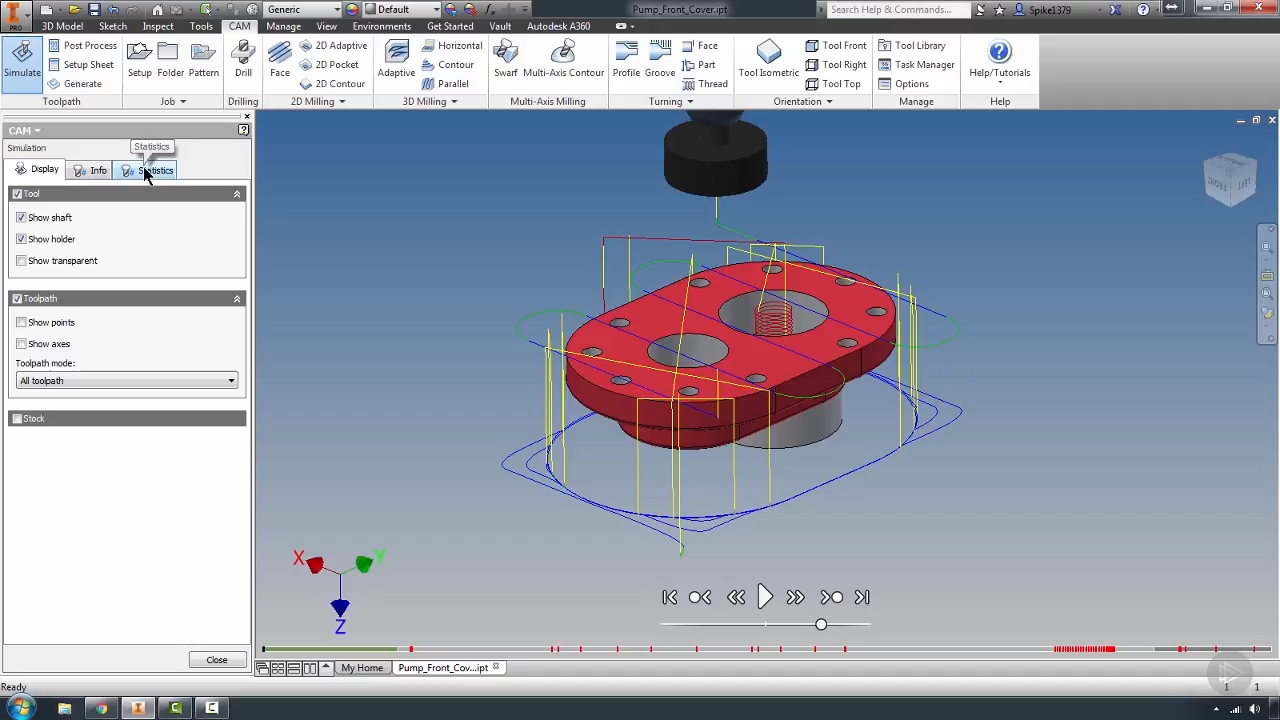 Generic
Default
Pump_Front_Cover.ipt
Search Help & Commands...
Spike1379
PRO
3D Model
Sketch
Inspect
Tools
CAM
Manage
View
Environments
Get Started
Vault
Autodesk A360
Simulate
Post Process
Setup Sheet
Generate
Toolpath
Setup
Folder
Pattern
Job
Drill
Drilling
Face
2D Adaptive
2D Pocket
2D Contour
2D Milling
Adaptive
Horizontal
Contour
Parallel
3D Milling
Swarf
Multi-Axis Contour
Multi-Axis Milling
Profile
Groove
Face
Part
Thread
Turning
Tool Isometric
Tool Front
Tool Right
Tool Top
Orientation
Tool Library
Task Manager
Options
Manage
Help/Tutorials
Help
CAM
Simulation
Statistics
Display
Info
Statistics
Tool
Show shaft
Show holder
Show transparent
Toolpath
Show points
Show axes
Toolpath mode:
All toolpath
Stock
Close
FRONT
LEFT
X
Y
Z
My Home
Pump_Front_Cov...ipt
Ready
1
1